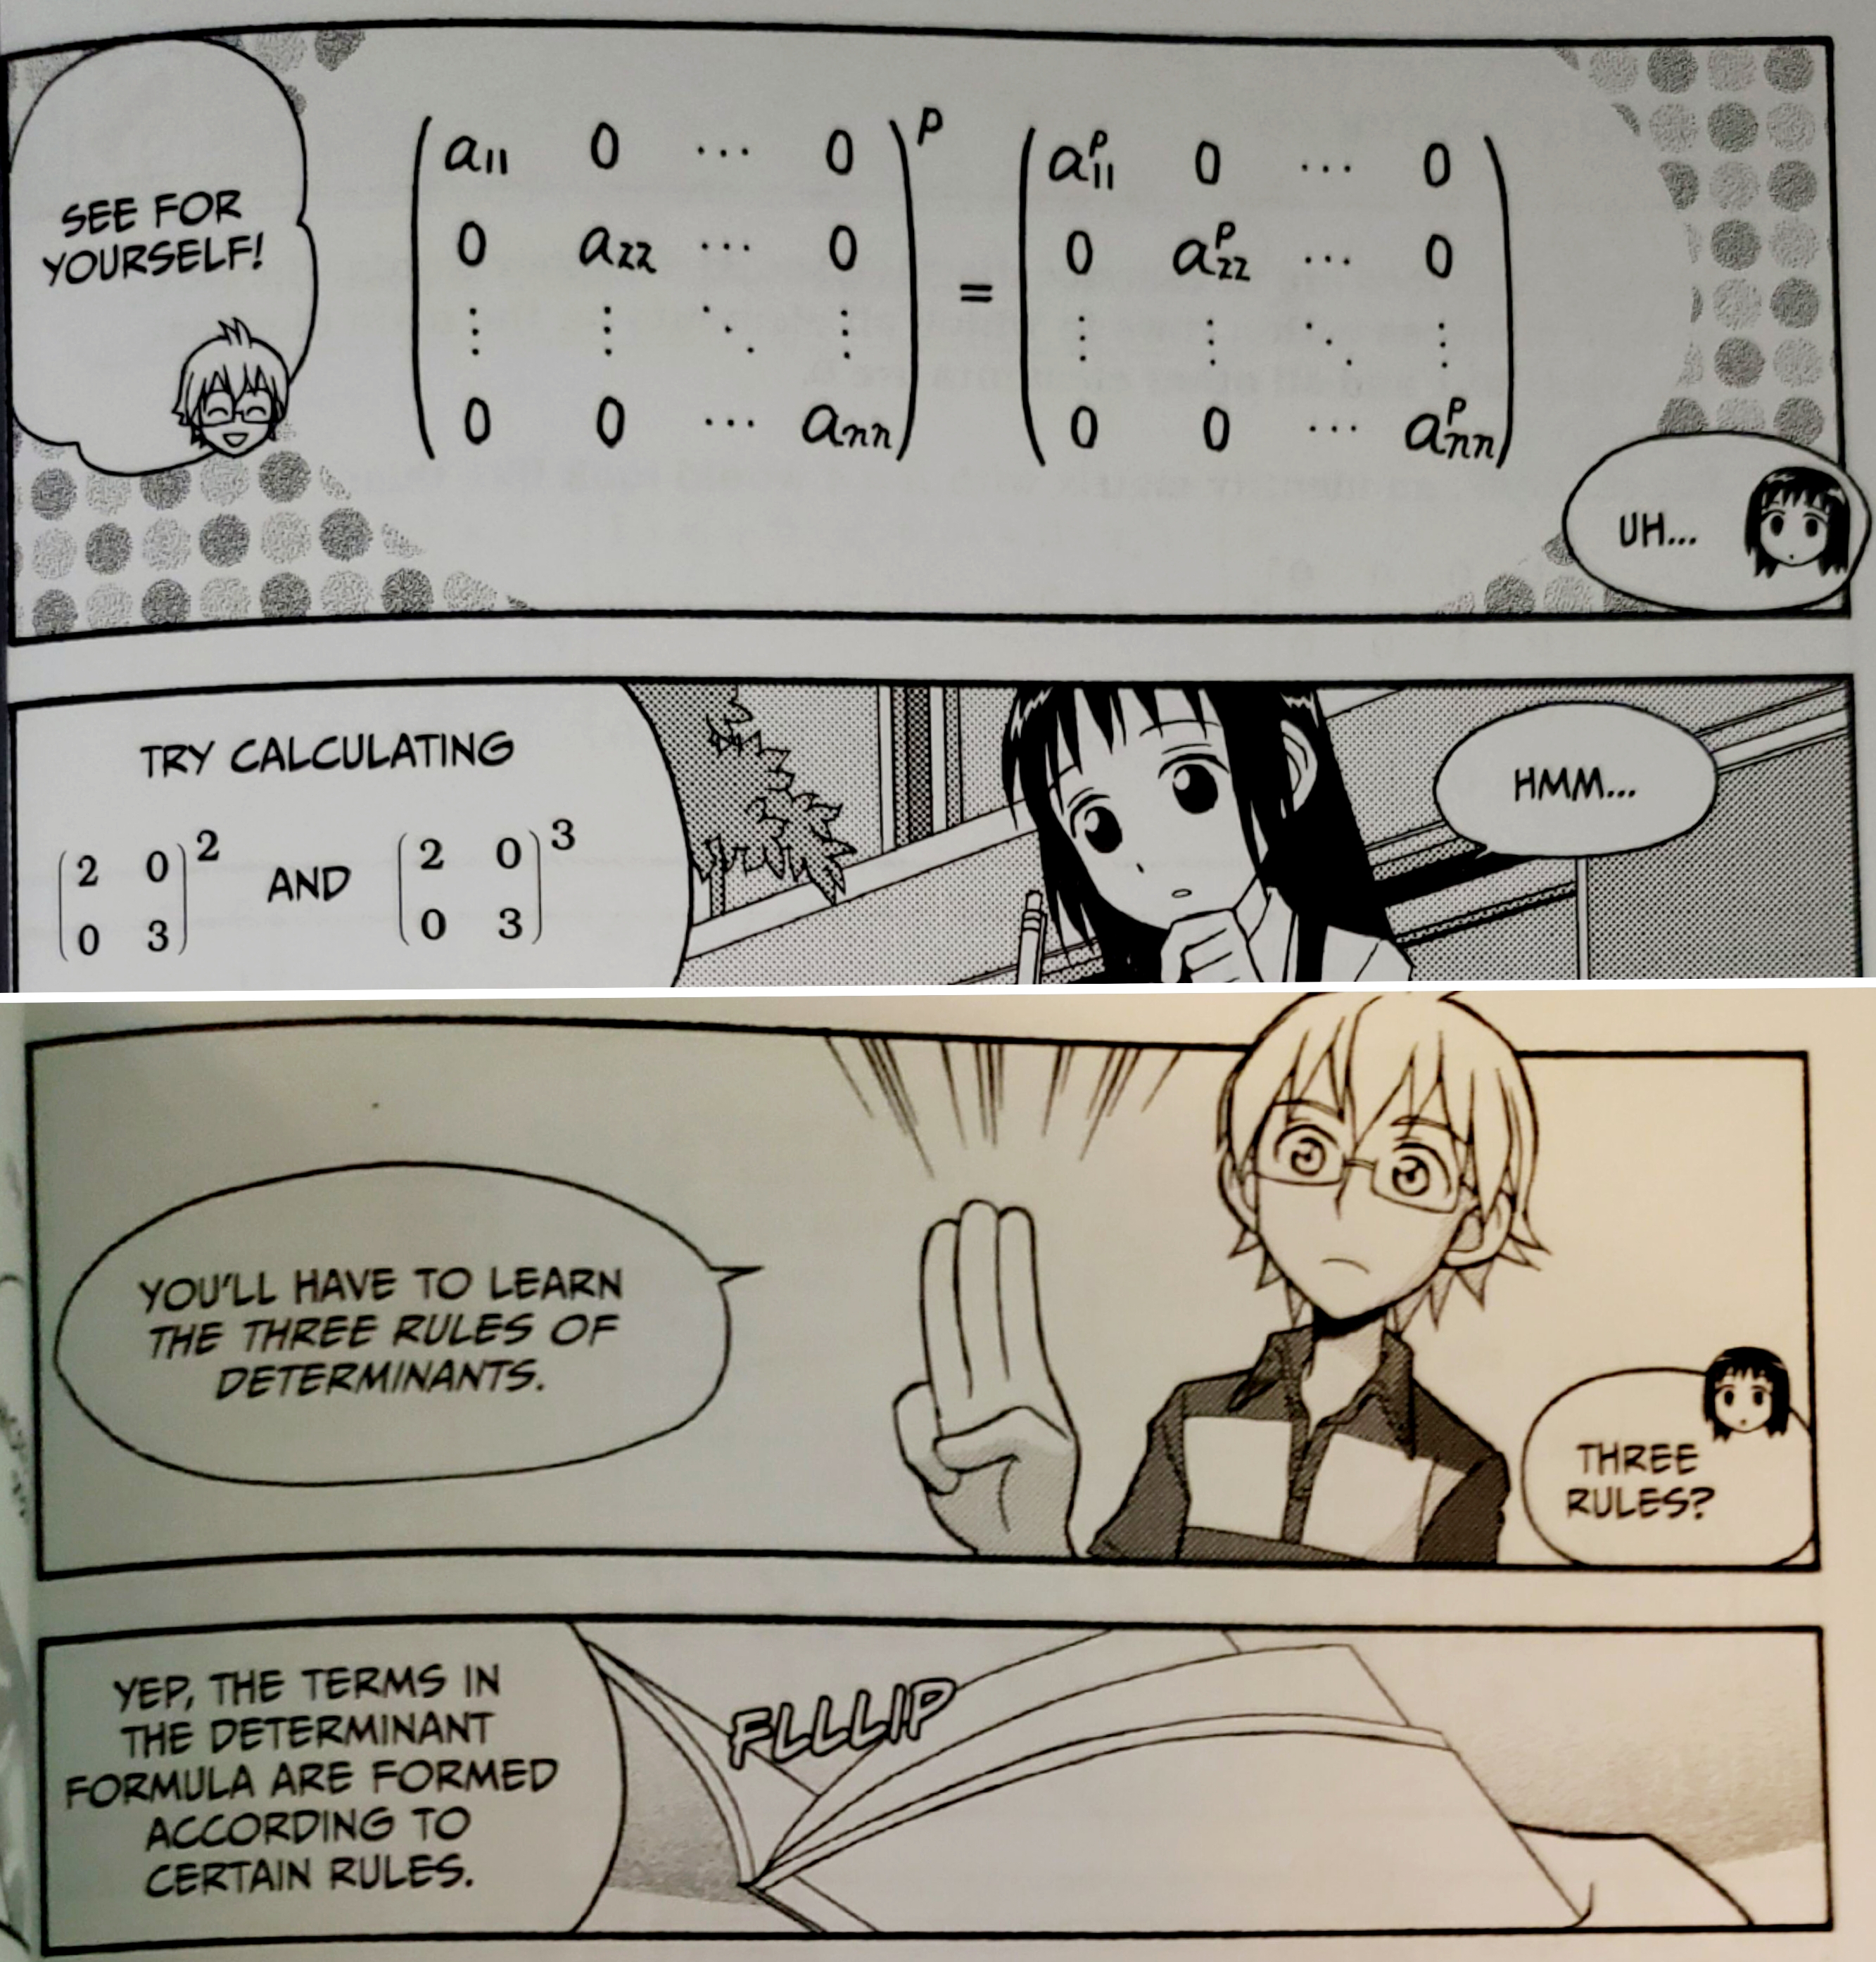 SEE FOR
YOURSELF!
( a11 0 ⋯ 0 )^p = ( a11^p 0 ⋯ 0 )
( 0 a22 ⋯ 0 ) ( 0 a22^p ⋯ 0 )
( ⋮ ⋮ ⋱ ⋮ ) ( ⋮ ⋮ ⋱ ⋮ )
( 0 0 ⋯ ann ) ( 0 0 ⋯ ann^p )
UH...
TRY CALCULATING
( 2 0 )^2 AND ( 2 0 )^3
( 0 3 ) ( 0 3 )
HMM...
YOU'LL HAVE TO LEARN
THE THREE RULES OF
DETERMINANTS.
THREE
RULES?
YEP, THE TERMS IN
THE DETERMINANT
FORMULA ARE FORMED
ACCORDING TO
CERTAIN RULES.
FLLLIP